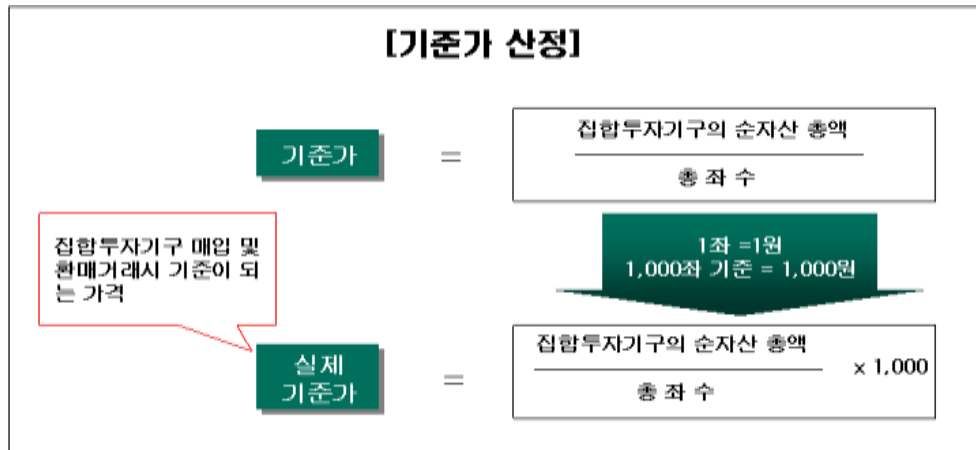 [기준가 산정]
기준가
=
집합투자기구의 순자산 총액
총 좌 수
집합투자기구 매입 및
환매거래시 기준이 되
는 가격
1좌 =1원
1,000좌 기준 = 1,000원
실제
기준가
=
집합투자기구의 순자산 총액
총 좌 수
x 1,000